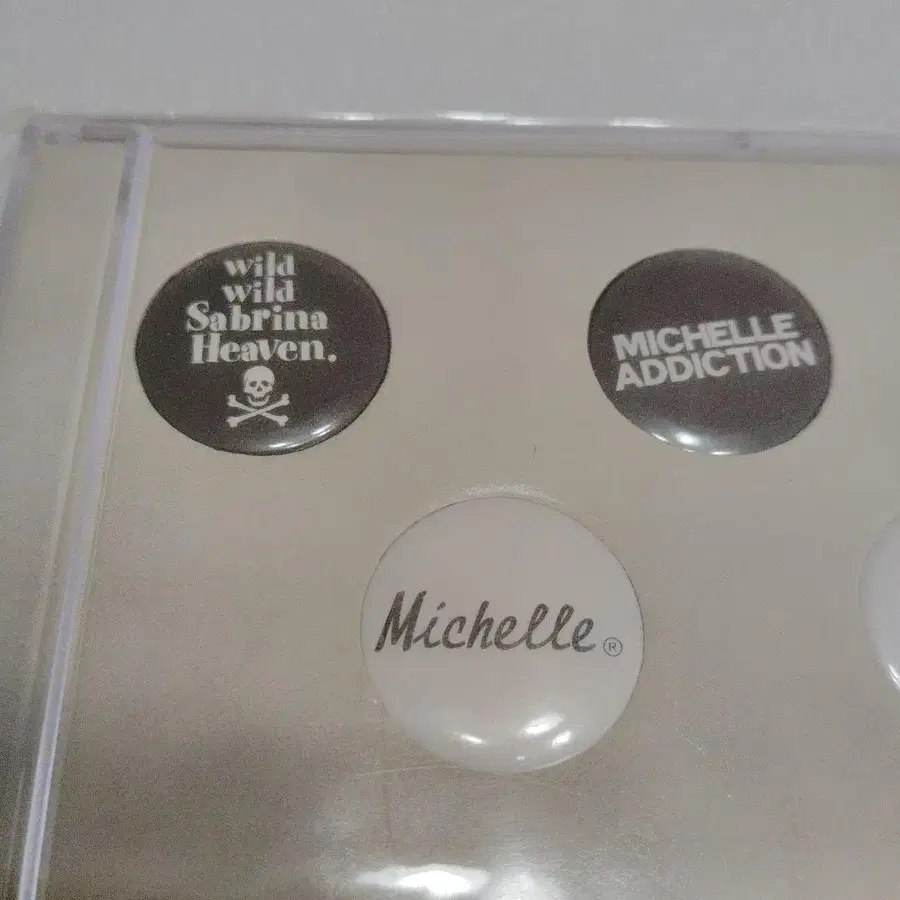 wild
wild
Sabrina
Heaven.
MICHELLE
ADDICTION
Michelle ®